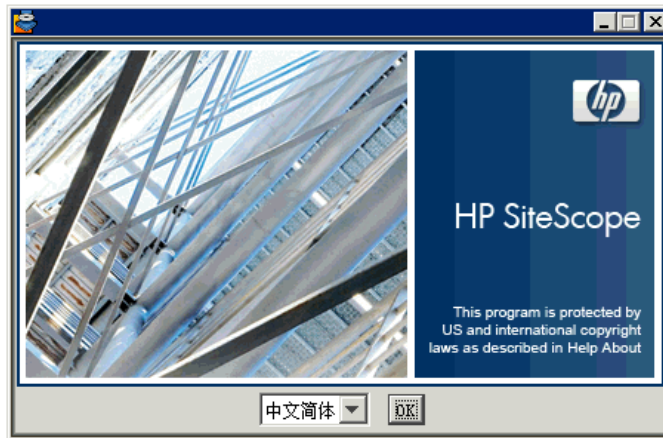 hp
HP SiteScope
This program is protected by
US and international copyright
laws as described in Help About
中文简体 OK